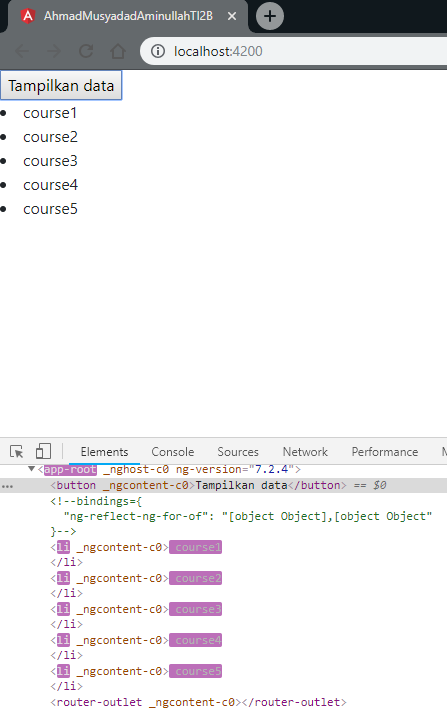 AhmadMusyadadAminullahTI2B
localhost:4200
Tampilkan data
course1
course2
course3
course4
course5
Elements Console Sources Network Performance M
<app-root _nghost-c0 ng-version="7.2.4">
... <button _ngcontent-c0>Tampilkan data</button> == $0
<!--bindings={
"ng-reflect-ng-for-of": "[object Object],[object Object"
}-->
<li _ngcontent-c0> course1
</li>
<li _ngcontent-c0> course2
</li>
<li _ngcontent-c0> course3
</li>
<li _ngcontent-c0> course4
</li>
<li _ngcontent-c0> course5
</li>
<router-outlet _ngcontent-c0></router-outlet>